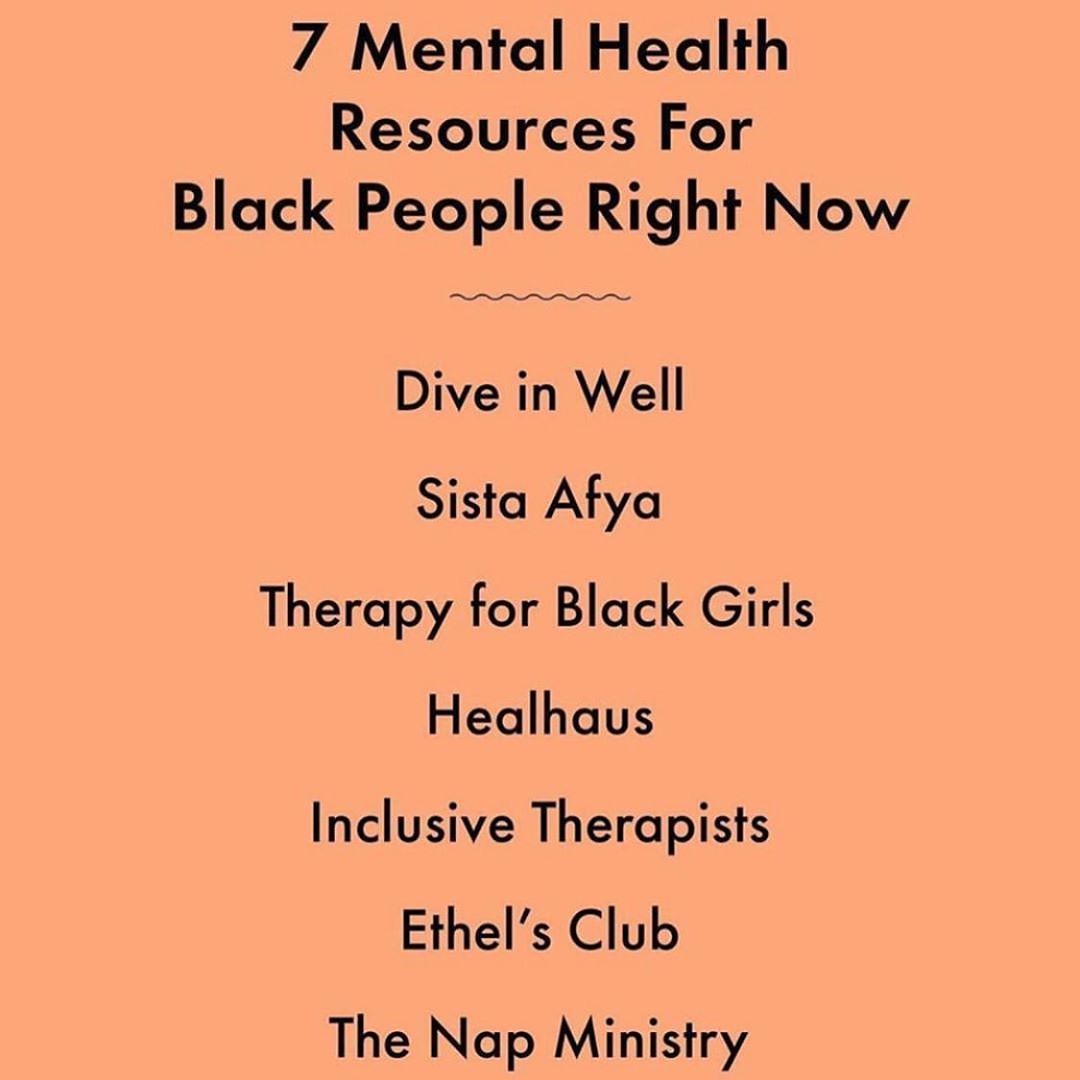 7 Mental Health
Resources For
Black People Right Now
Dive in Well
Sista Afya
Therapy for Black Girls
Healhaus
Inclusive Therapists
Ethel’s Club
The Nap Ministry